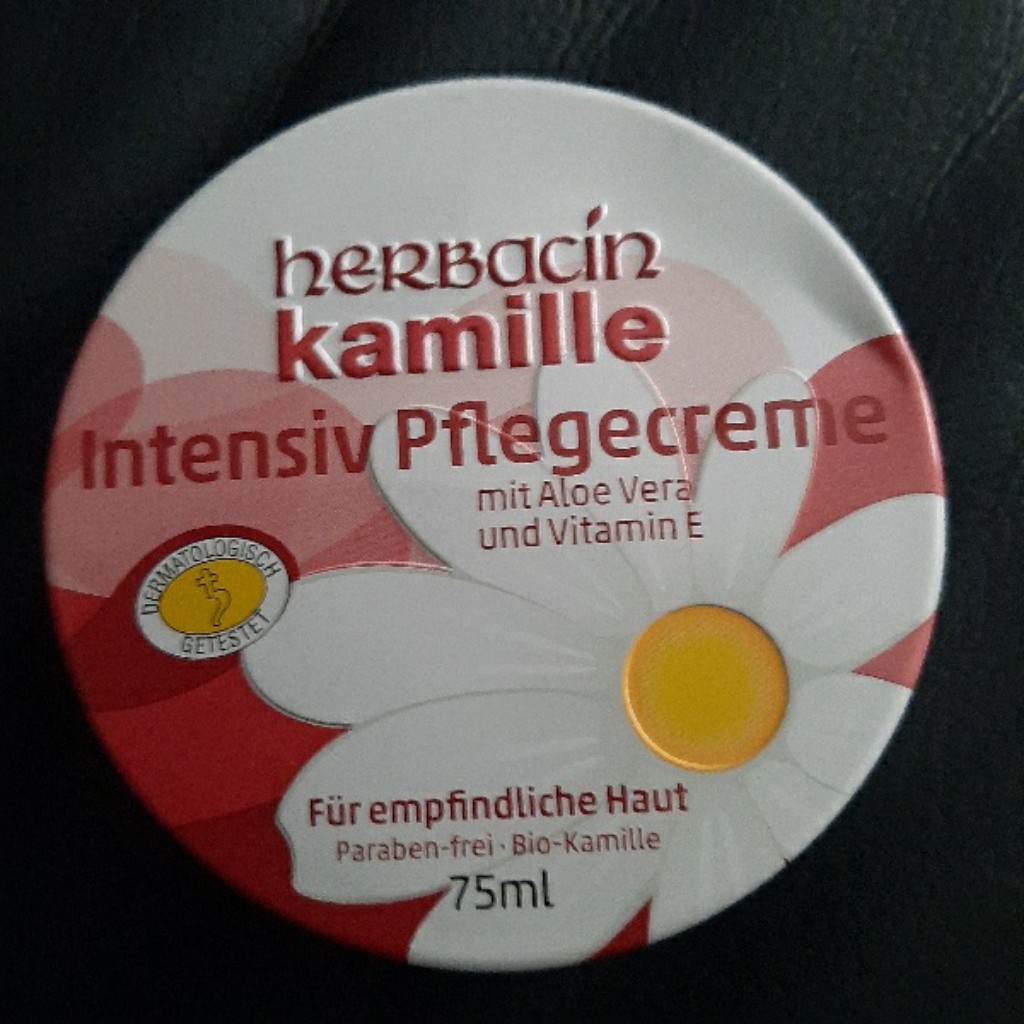 herbacin
kamille
Intensiv Pflegecreme
mit Aloe Vera
und Vitamin E
DERMATOLOGISCH
GETESTET
Für empfindliche Haut
Paraben-frei · Bio-Kamille
75ml